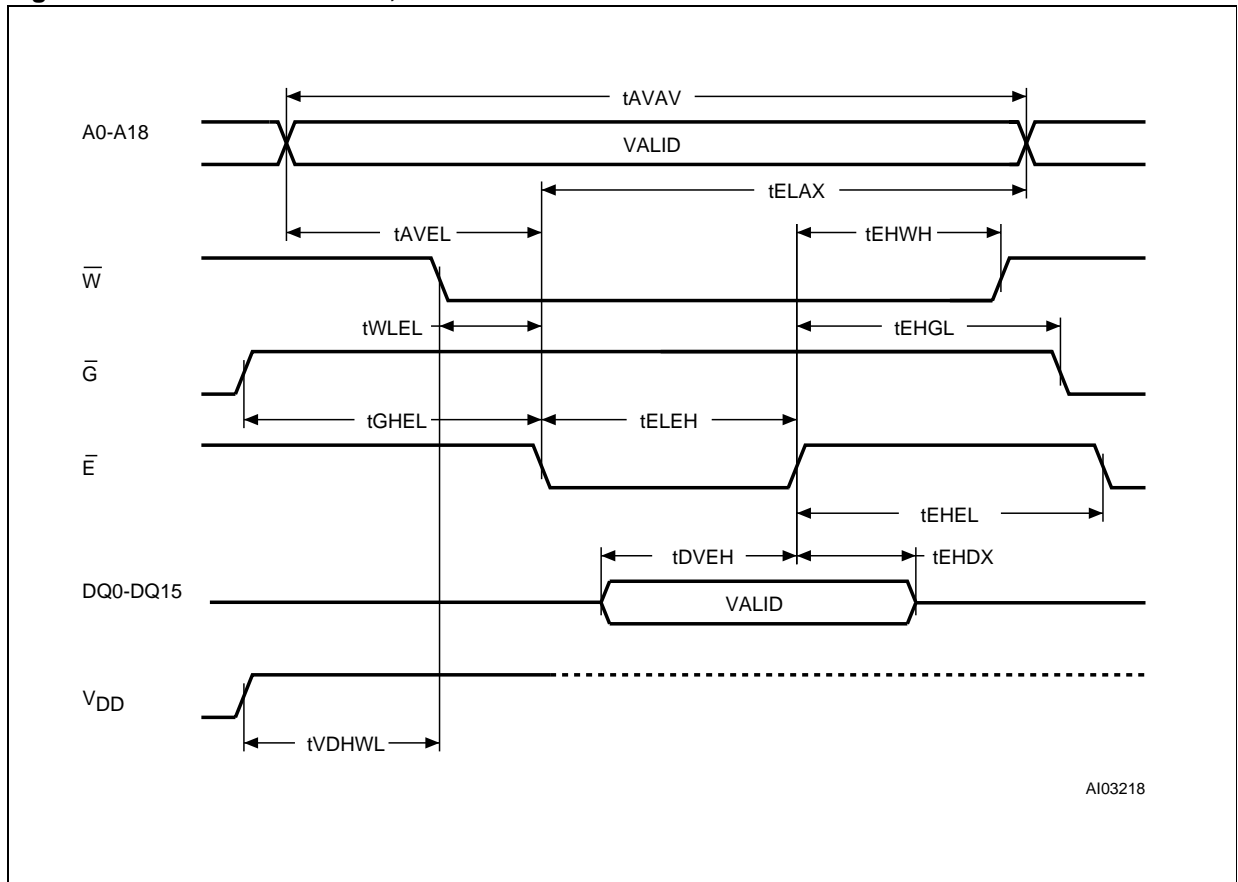 tAVAV
A0-A18
VALID
tELAX
tAVEL
tEHWH
W̅
tWLEL
tEHGL
G̅
tGHEL
tELEH
E̅
tEHEL
tDVEH
tEHDX
DQ0-DQ15
VALID
VDD
tVDHWL
AI03218